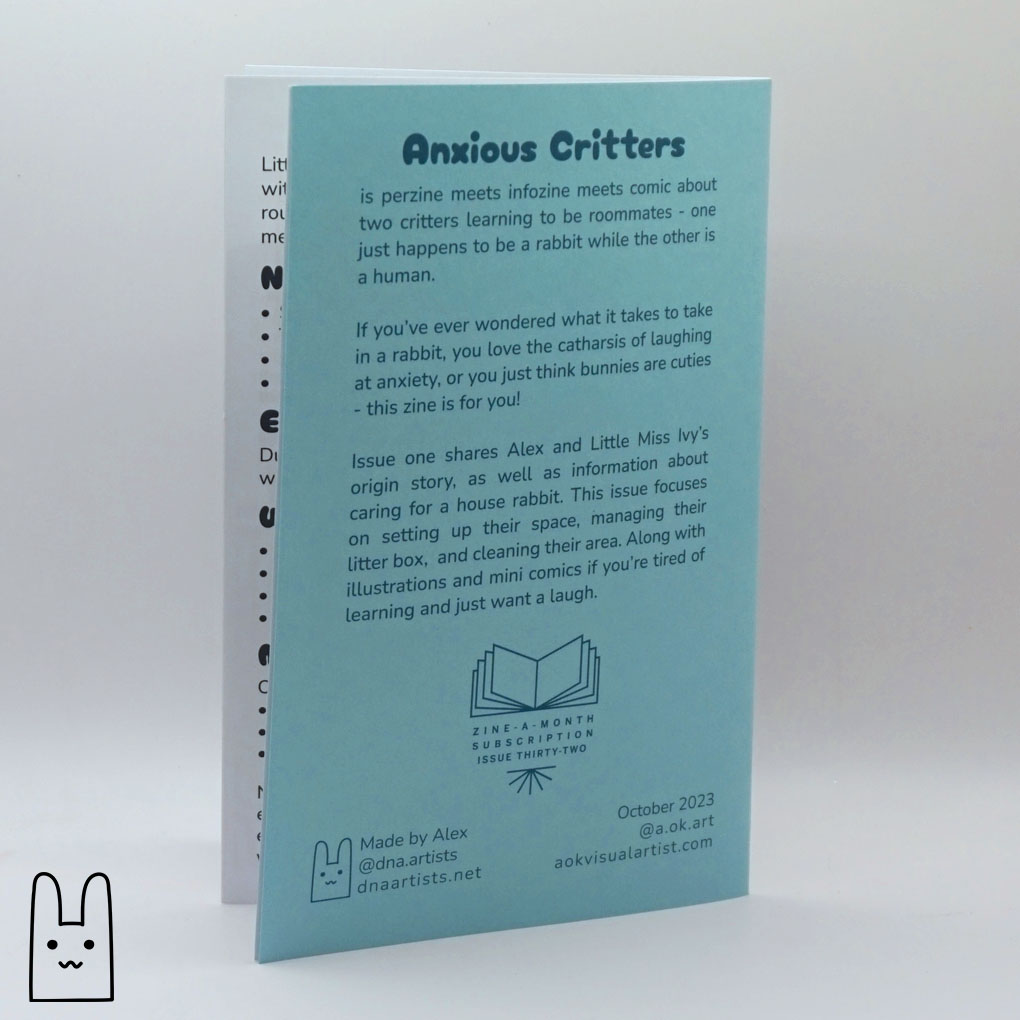 Anxious Critters
is perzine meets infozine meets comic about
two critters learning to be roommates - one
just happens to be a rabbit while the other is
a human.
If you've ever wondered what it takes to take
in a rabbit, you love the catharsis of laughing
at anxiety, or you just think bunnies are cuties
- this zine is for you!
Issue one shares Alex and Little Miss Ivy's
origin story, as well as information about
caring for a house rabbit. This issue focuses
on setting up their space, managing their
litter box, and cleaning their area. Along with
illustrations and mini comics if you're tired of
learning and just want a laugh.
ZINE-A-MONTH
SUBSCRIPTION
ISSUE THIRTY-TWO
Made by Alex
@dna.artists
dnaartists.net
October 2023
@a.ok.art
aokvisualartist.com